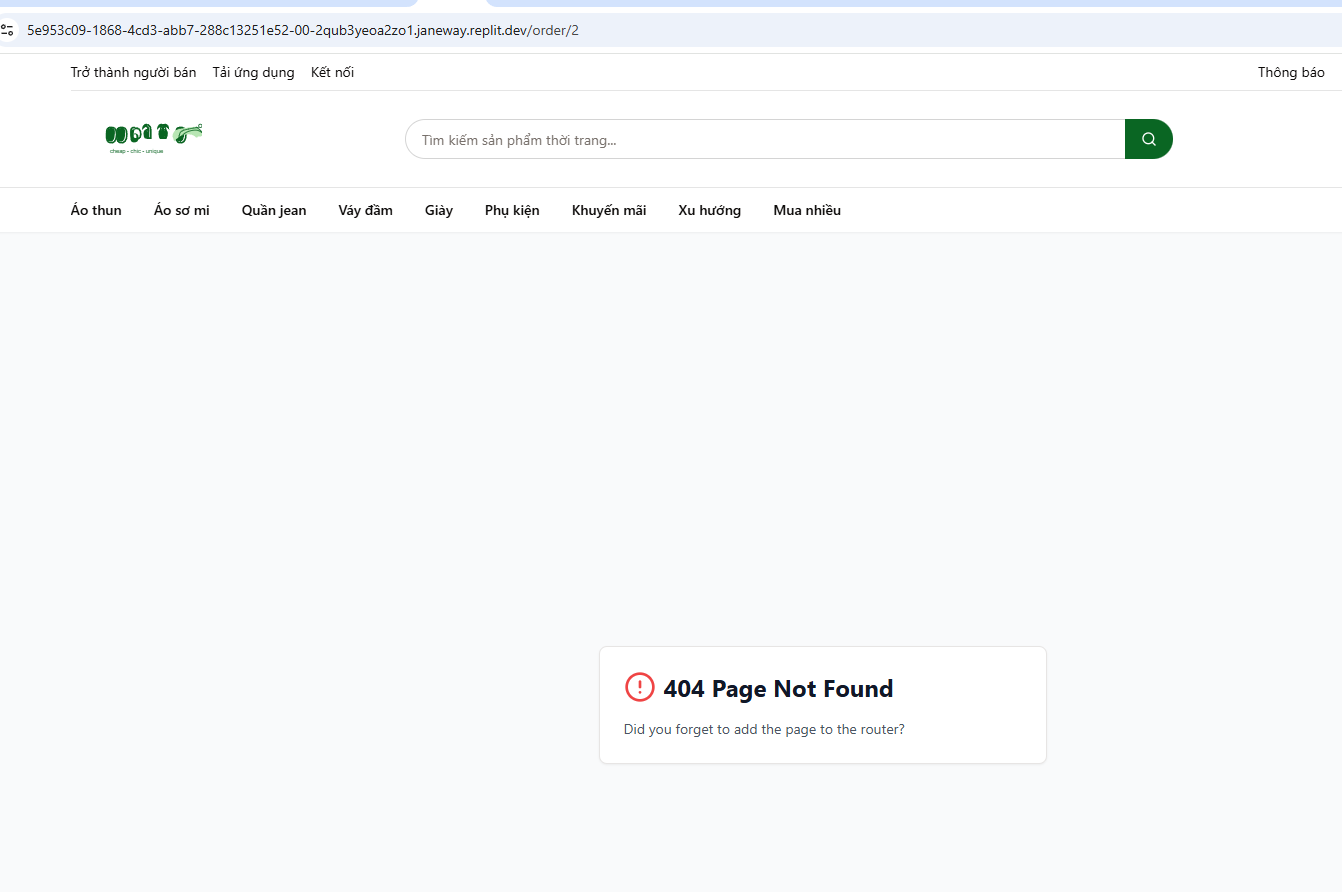 5e953c09-1868-4cd3-abb7-288c13251e52-00-2qub3yeoa2zo1.janeway.replit.dev/order/2
Trở thành người bán Tải ứng dụng Kết nối Thông báo
cheap - chic - unique
Tìm kiếm sản phẩm thời trang...
Áo thun Áo sơ mi Quần jean Váy đầm Giày Phụ kiện Khuyến mãi Xu hướng Mua nhiều
404 Page Not Found
Did you forget to add the page to the router?